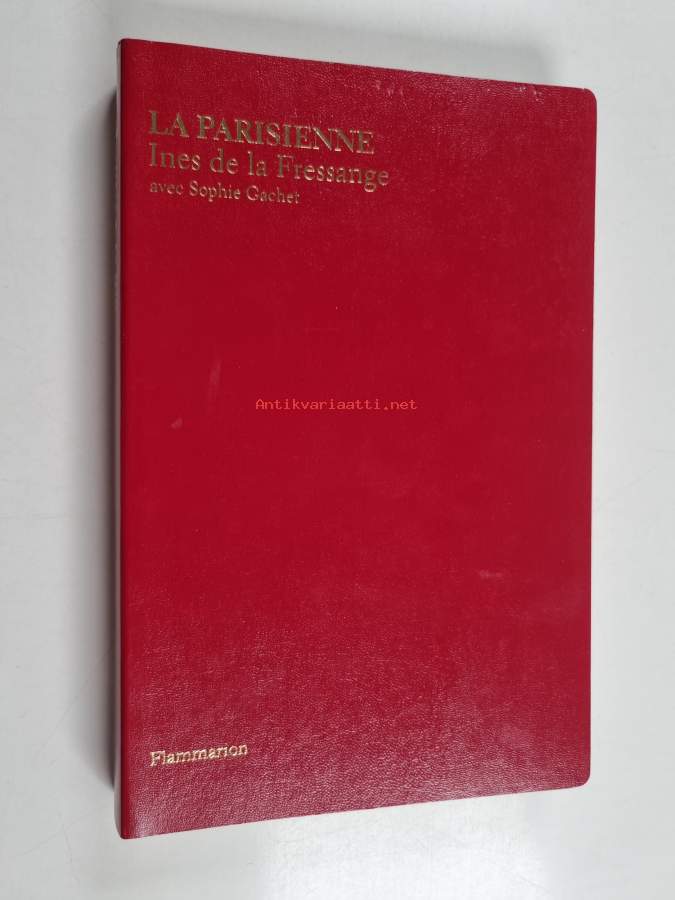 LA PARISIENNE
Ines de la Fressange
avec Sophie Gachet
Antikvariaatti.net
Flammarion